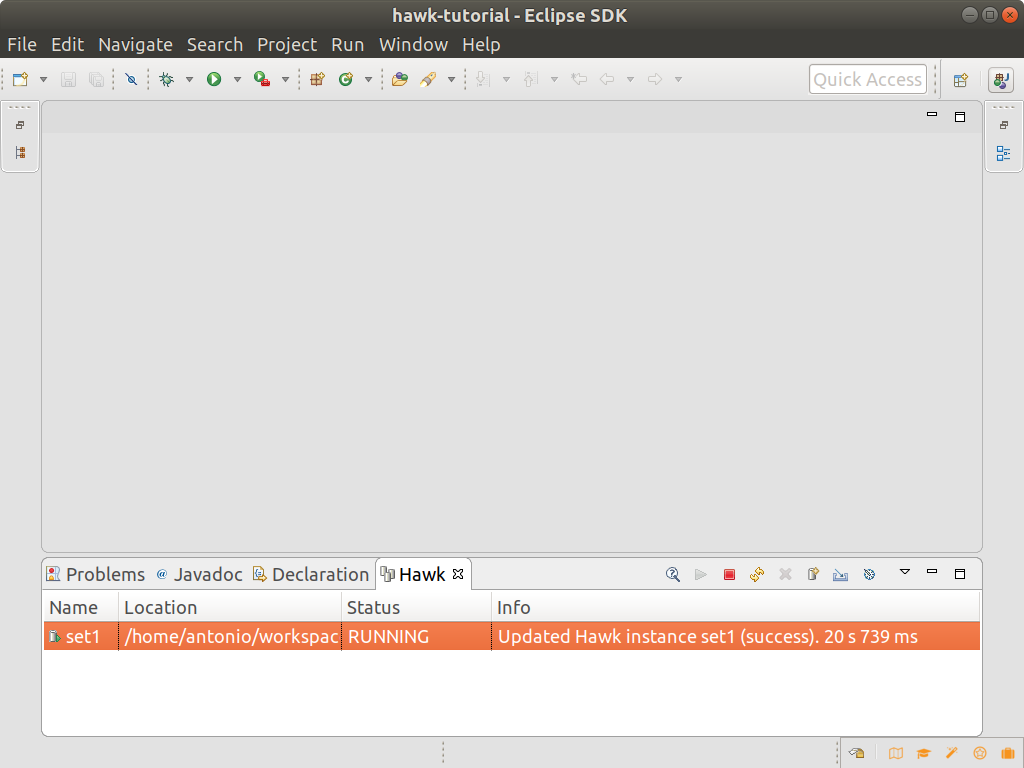 hawk-tutorial - Eclipse SDK
File Edit Navigate Search Project Run Window Help
Quick Access
Problems Javadoc Declaration Hawk
Name Location Status Info
set1 /home/antonio/workspac RUNNING Updated Hawk instance set1 (success). 20 s 739 ms